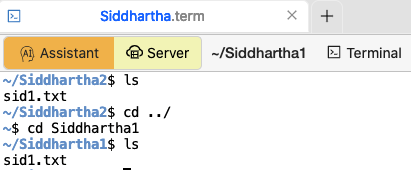 Siddhartha.term
Assistant
Server
~/Siddhartha1
Terminal
~/Siddhartha2$ ls
sid1.txt
~/Siddhartha2$ cd ../
~$ cd Siddhartha1
~/Siddhartha1$ ls
sid1.txt